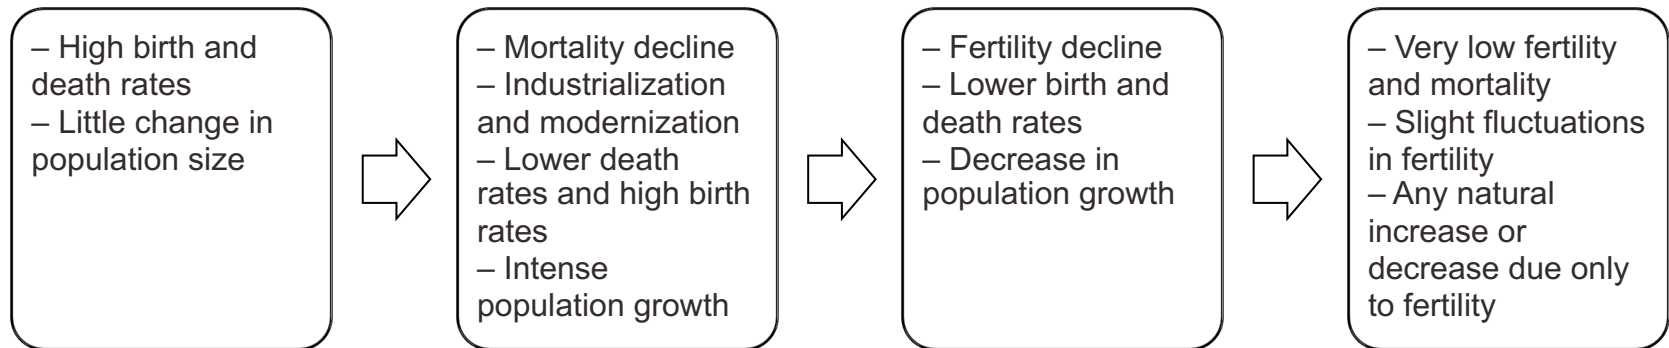 – High birth and
death rates
– Little change in
population size
– Mortality decline
– Industrialization
and modernization
– Lower death
rates and high birth
rates
– Intense
population growth
– Fertility decline
– Lower birth and
death rates
– Decrease in
population growth
– Very low fertility
and mortality
– Slight fluctuations
in fertility
– Any natural
increase or
decrease due only
to fertility